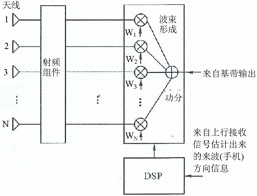 天线
波束
形成
1
W₁
2
W₂
射频
组件
3
W₃
来自基带输出
功分
N
W_N
来自上行接收
信号估计出来
的来波(手机)
方向信息
DSP